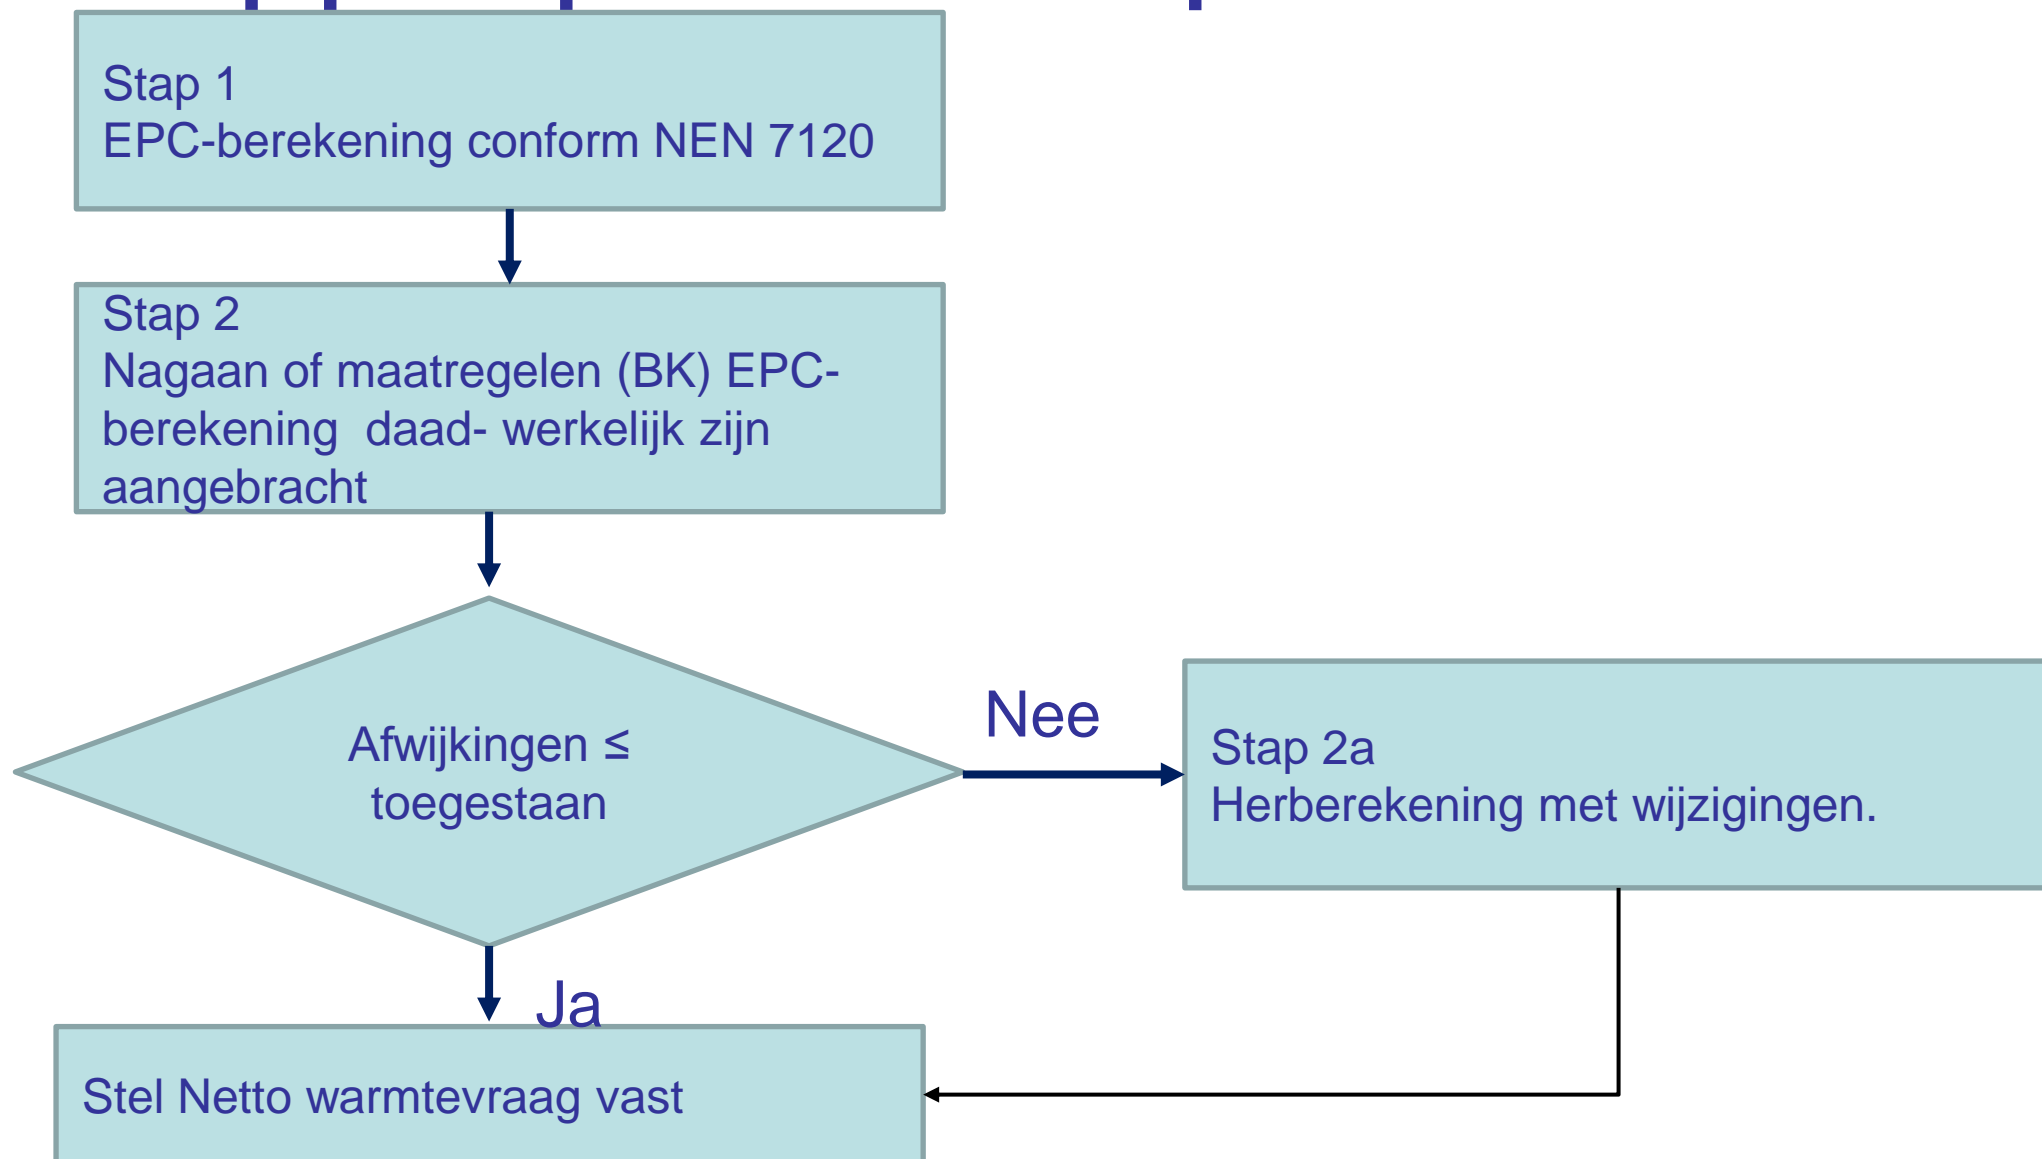 Stap 1
EPC-berekening conform NEN 7120
Stap 2
Nagaan of maatregelen (BK) EPC-
berekening  daad- werkelijk zijn
aangebracht
Afwijkingen ≤
toegestaan
Nee
Stap 2a
Herberekening met wijzigingen.
Ja
Stel Netto warmtevraag vast